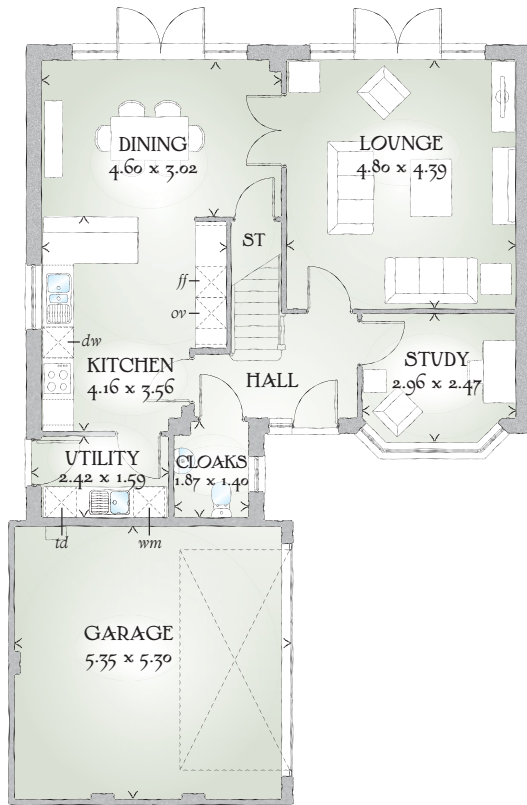 DINING
4.60 x 3.02
LOUNGE
4.80 x 4.39
ST
ff
ov
dw
KITCHEN
4.16 x 3.56
HALL
STUDY
2.96 x 2.47
UTILITY
2.42 x 1.59
CLOAKS
1.87 x 1.40
td
wm
GARAGE
5.35 x 5.30